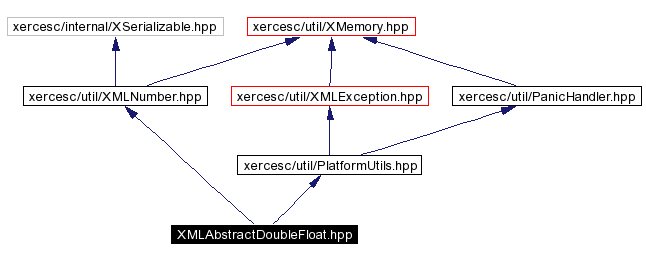 xercesc/internal/XSerializable.hpp
xercesc/util/XMemory.hpp
xercesc/util/XMLNumber.hpp
xercesc/util/XMLException.hpp
xercesc/util/PanicHandler.hpp
xercesc/util/PlatformUtils.hpp
XMLAbstractDoubleFloat.hpp